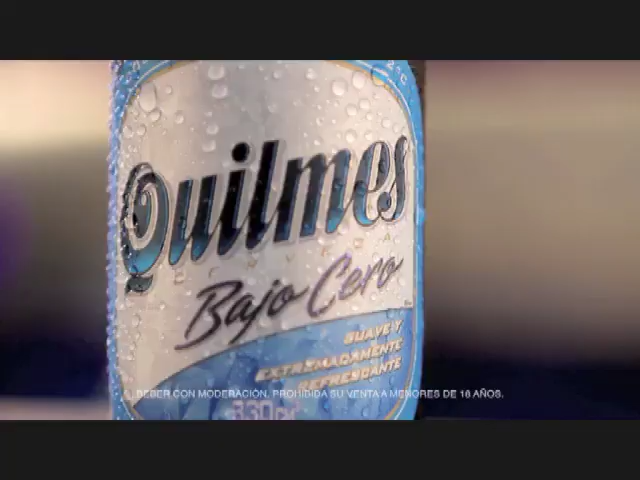 Quilmes
Bajo Cero
SUAVE Y
EXTREMADAMENTE
REFRESCANTE
BEBER CON MODERACIÓN. PROHIBIDA SU VENTA A MENORES DE 18 AÑOS.